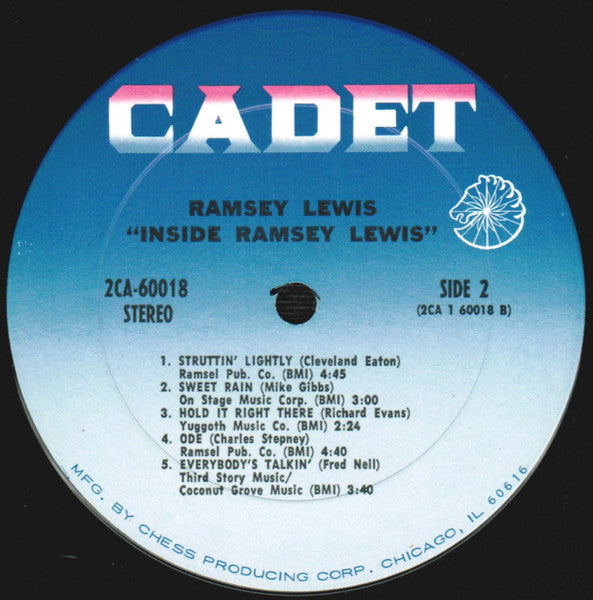 CADET
RAMSEY LEWIS
"INSIDE RAMSEY LEWIS"
2CA-60018
STEREO
SIDE 2
(2CA 1 60018 B)
1. STRUTTIN' LIGHTLY (Cleveland Eaton)
Ramsel Pub. Co. (BMI) 4:45
2. SWEET RAIN (Mike Gibbs)
On Stage Music Corp. (BMI) 3:00
3. HOLD IT RIGHT THERE (Richard Evans)
Yuggoth Music Co. (BMI) 2:24
4. ODE (Charles Stepney)
Ramsel Pub. Co. (BMI) 4:40
5. EVERYBODY'S TALKIN' (Fred Neil)
Third Story Music/
Coconut Grove Music (BMI) 3:40
MFG. BY CHESS PRODUCING CORP. CHICAGO, IL 60616